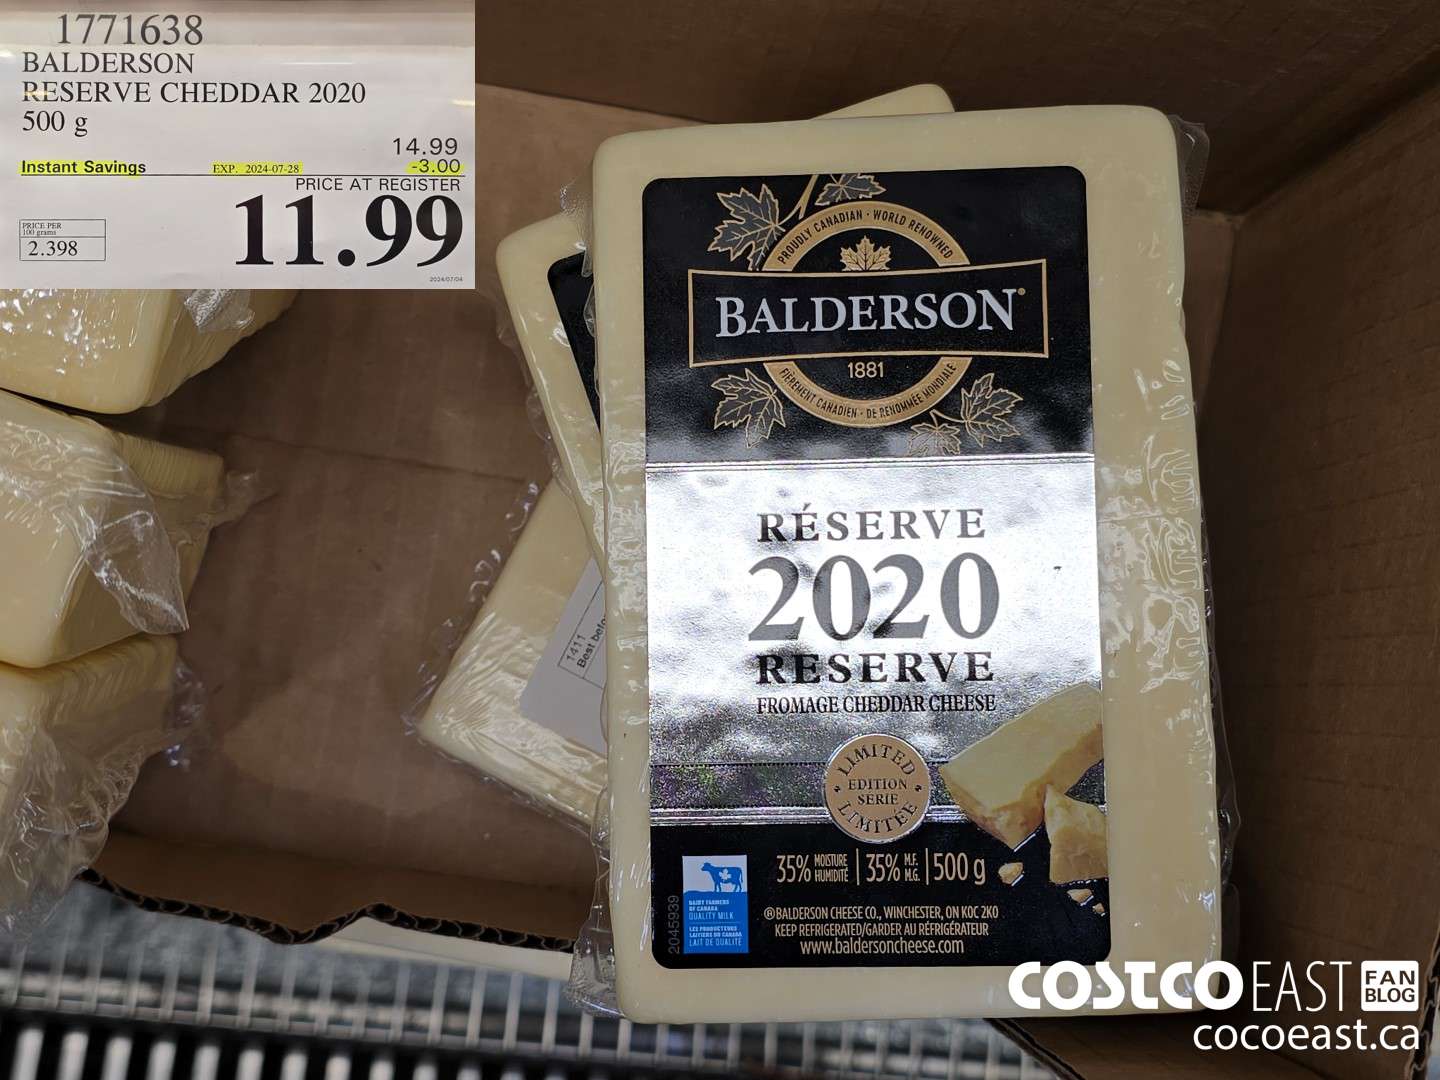 1771638
BALDERSON
RESERVE CHEDDAR 2020
500 g
14.99
Instant Savings EXP. 2024-07-28 -3.00
PRICE AT REGISTER
11.99
PRICE PER
100 grams
2.398
2024/07/04
PROUDLY CANADIAN · WORLD RENOWNED
BALDERSON®
1881
FIÈREMENT CANADIEN · DE RENOMMÉE MONDIALE
RÉSERVE
2020
RESERVE
FROMAGE CHEDDAR CHEESE
LIMITED
EDITION
SÉRIE
LIMITÉE
35% MOISTURE HUMIDITÉ | 35% M.F. M.G. | 500 g
DAIRY FARMERS
OF CANADA
QUALITY MILK
LES PRODUCTEURS
LAITIERS DU CANADA
LAIT DE QUALITÉ
2045939
®BALDERSON CHEESE CO., WINCHESTER, ON K0C 2K0
KEEP REFRIGERATED/GARDER AU RÉFRIGÉRATEUR
www.baldersoncheese.com
1411
Best
COSTCO EAST FAN BLOG
cocoeast.ca